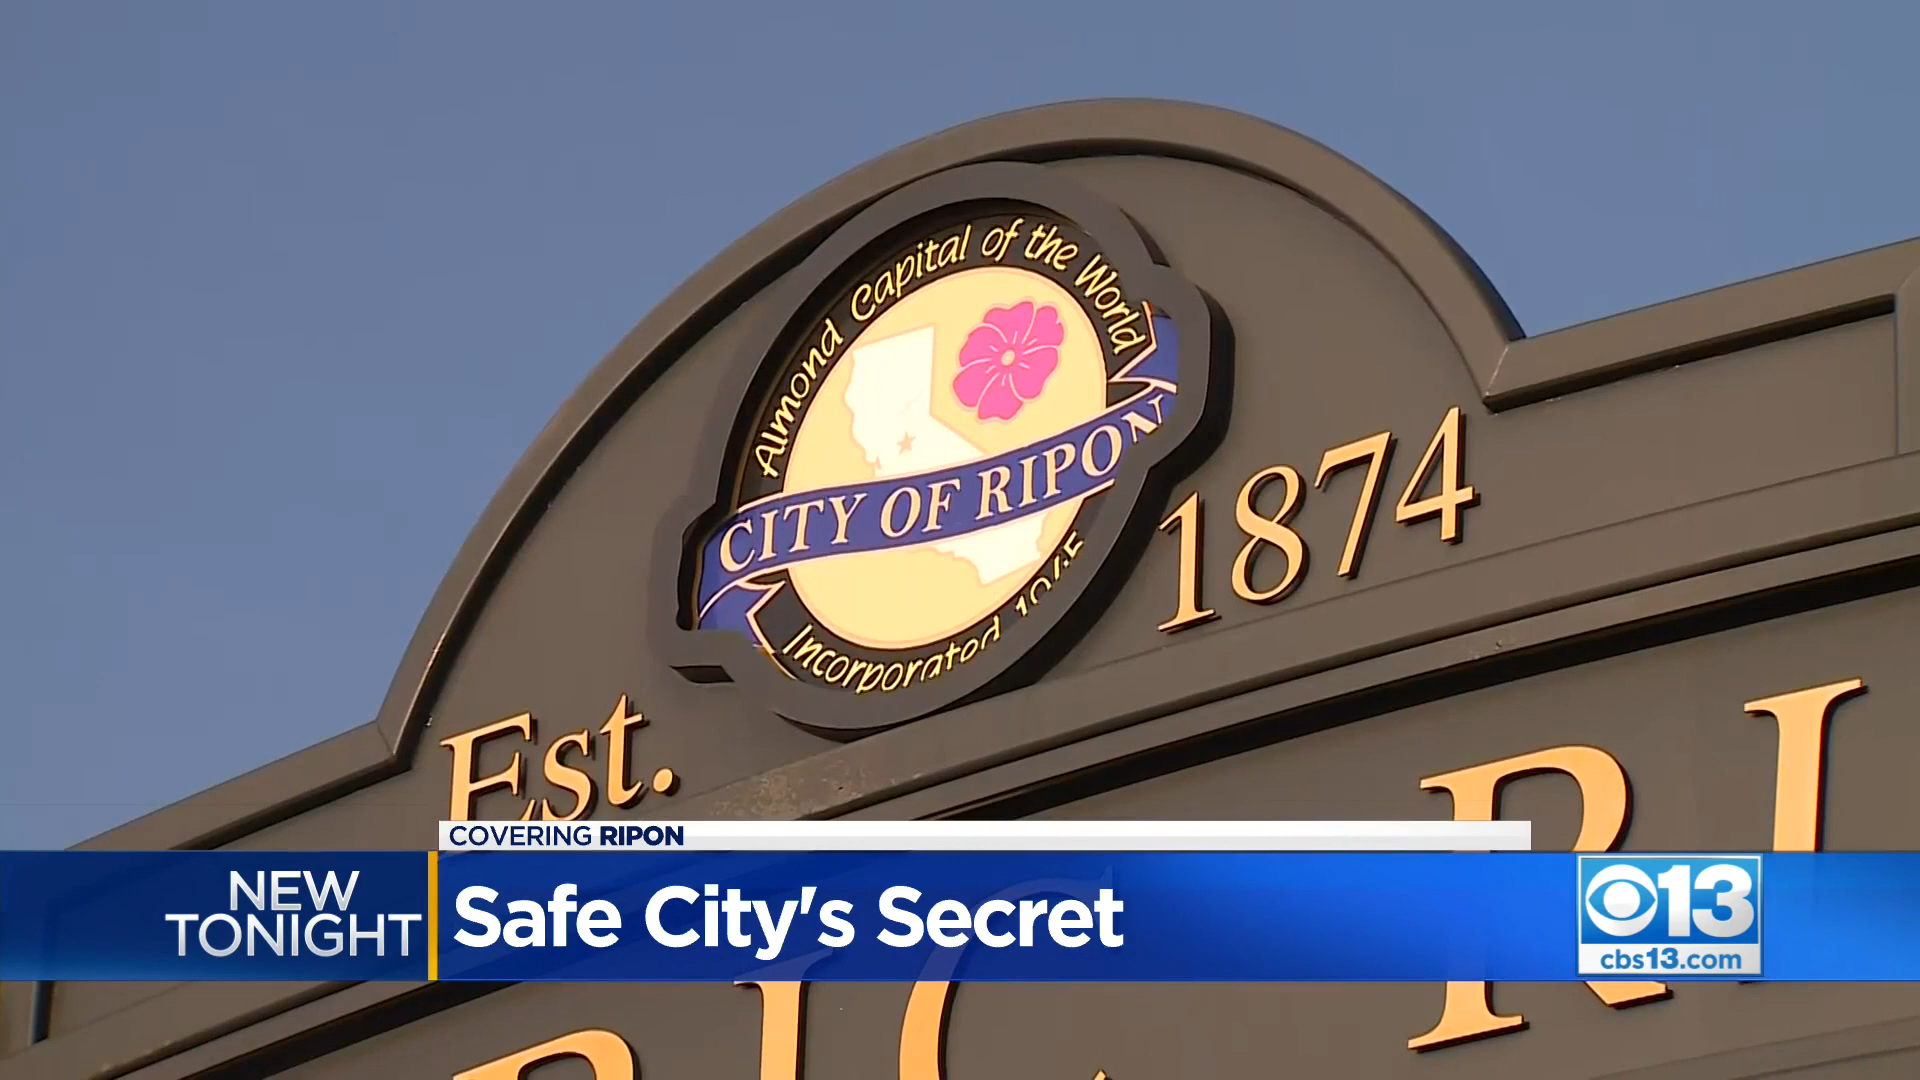 Almond Capital of the World
CITY OF RIPON
Incorporated 1945
Est.
1874
COVERING RIPON
NEW
TONIGHT
Safe City's Secret
13
cbs13.com